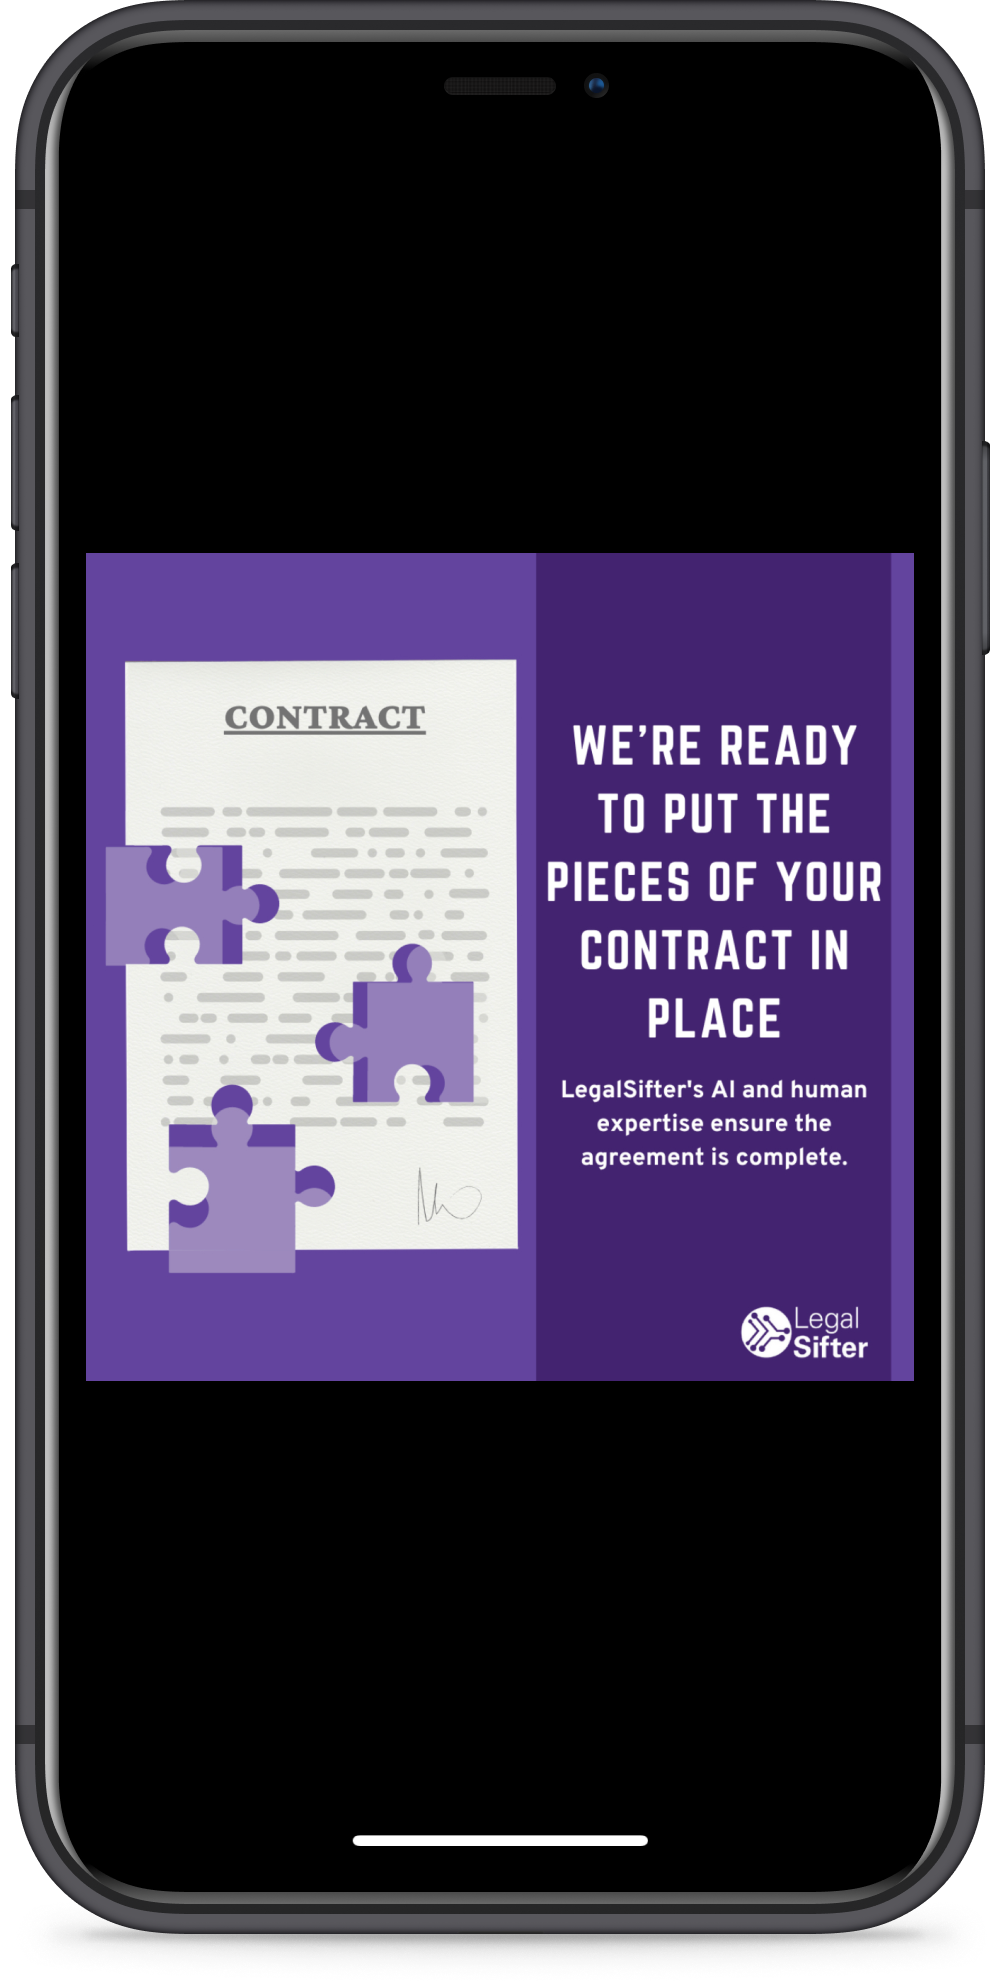 CONTRACT
WE'RE READY
TO PUT THE
PIECES OF YOUR
CONTRACT IN
PLACE
LegalSifter's AI and human
expertise ensure the
agreement is complete.
Legal
Sifter